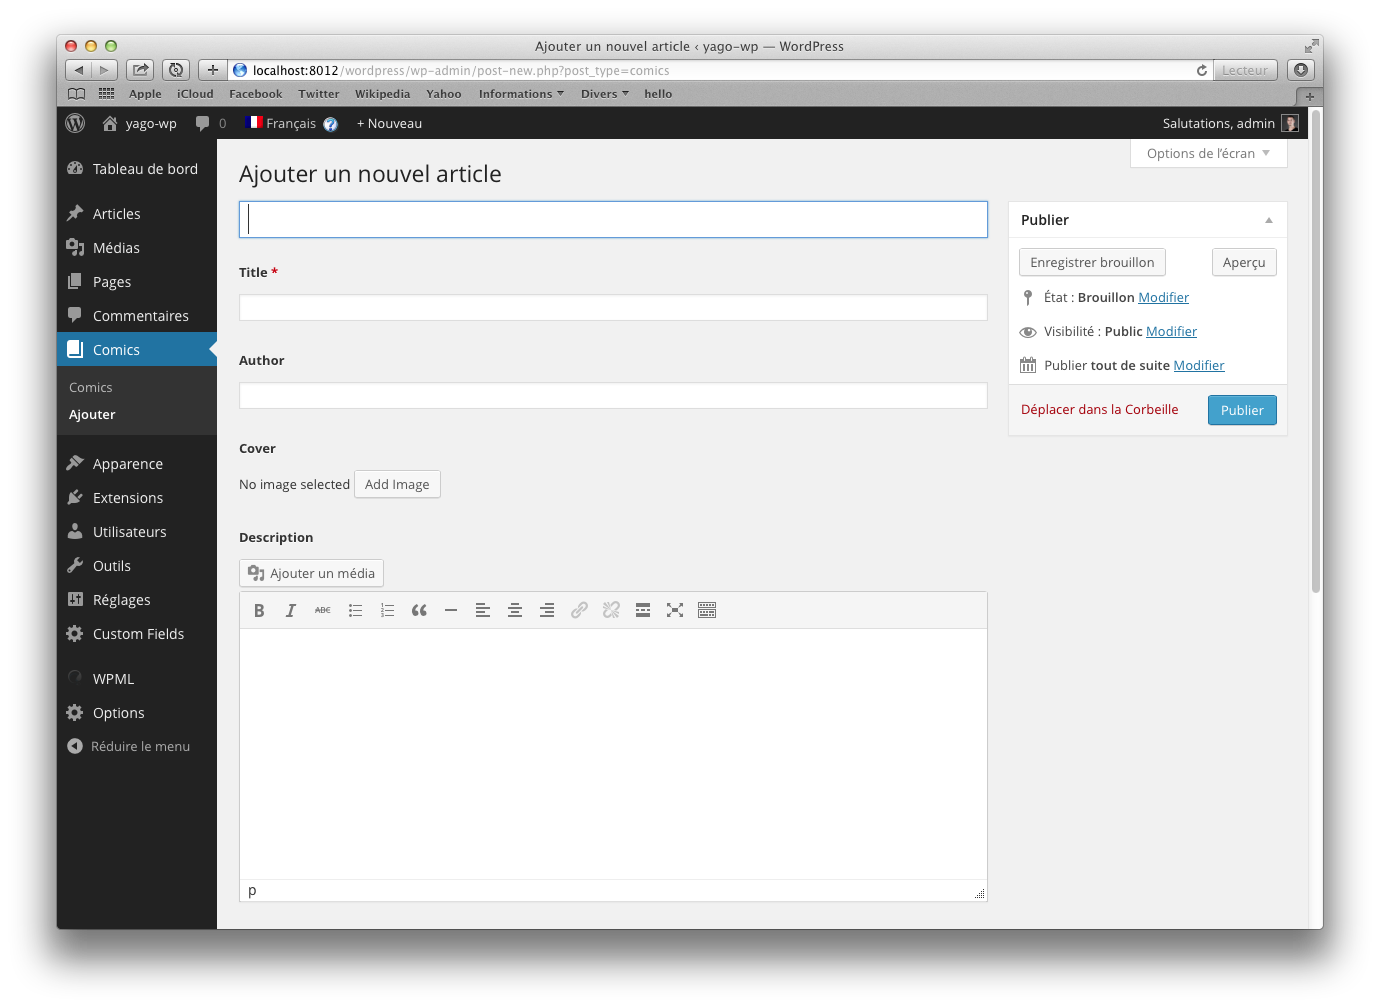 Ajouter un nouvel article ‹ yago-wp — WordPress
localhost:8012/wordpress/wp-admin/post-new.php?post_type=comics
Lecteur
Apple iCloud Facebook Twitter Wikipedia Yahoo Informations Divers hello
yago-wp 0 Français ? + Nouveau
Salutations, admin
Tableau de bord
Articles
Médias
Pages
Commentaires
Comics
Comics
Ajouter
Apparence
Extensions
Utilisateurs
Outils
Réglages
Custom Fields
WPML
Options
Réduire le menu
Options de l’écran
Ajouter un nouvel article
Title *
Author
Cover
No image selected Add Image
Description
Ajouter un média
B I ABC
p
Publier
Enregistrer brouillon Aperçu
État : Brouillon Modifier
Visibilité : Public Modifier
Publier tout de suite Modifier
Déplacer dans la Corbeille Publier